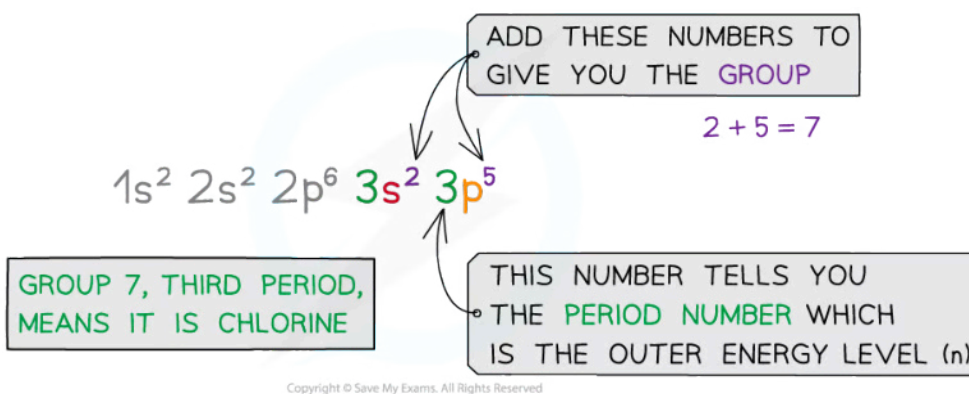 ADD THESE NUMBERS TO
GIVE YOU THE GROUP
2 + 5 = 7
1s² 2s² 2p⁶ 3s² 3p⁵
GROUP 7, THIRD PERIOD,
MEANS IT IS CHLORINE
THIS NUMBER TELLS YOU
THE PERIOD NUMBER WHICH
IS THE OUTER ENERGY LEVEL (n)
Copyright © Save My Exams. All Rights Reserved